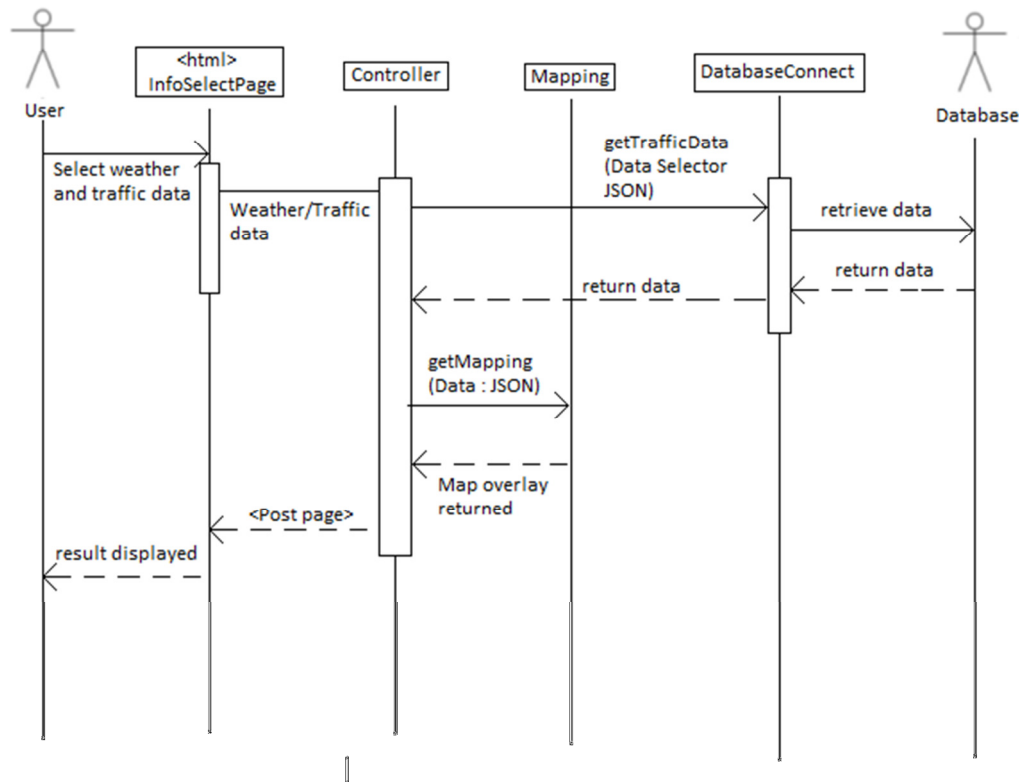 <html>
InfoSelectPage
Controller
Mapping
DatabaseConnect
User
Database
Select weather
and traffic data
Weather/Traffic
data
getTrafficData
(Data Selector
JSON)
retrieve data
return data
return data
getMapping
(Data : JSON)
Map overlay
returned
<Post page>
result displayed